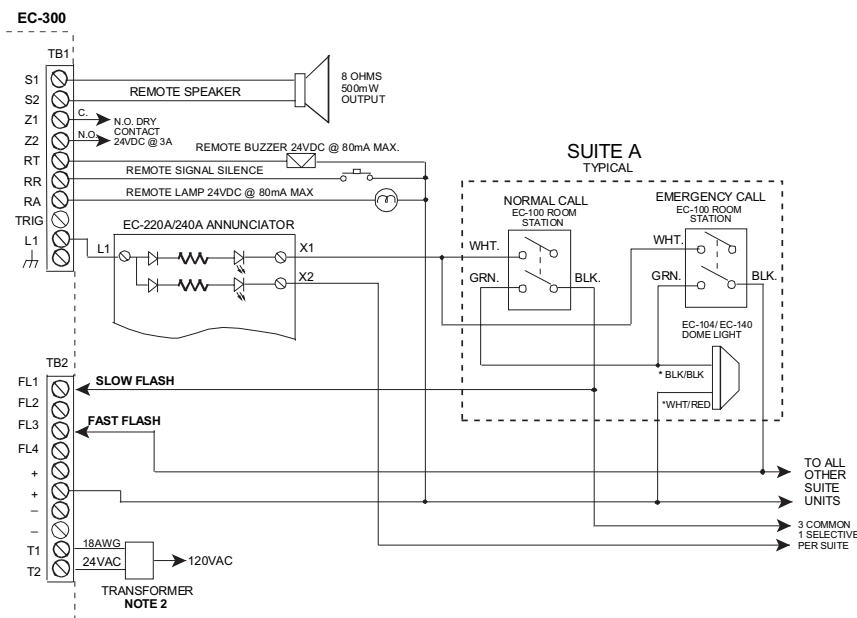 EC-300
TB1
S1
S2
Z1
Z2
RT
RR
RA
TRIG
L1
REMOTE SPEAKER
8 OHMS
500mW
OUTPUT
C.
N.O.
N.O. DRY
CONTACT
24VDC @ 3A
REMOTE BUZZER 24VDC @ 80mA MAX.
REMOTE SIGNAL SILENCE
REMOTE LAMP 24VDC @ 80mA MAX
EC-220A/240A ANNUNCIATOR
L1
X1
X2
SUITE A
TYPICAL
NORMAL CALL
EC-100 ROOM
STATION
WHT.
GRN.
BLK.
EMERGENCY CALL
EC-100 ROOM
STATION
WHT.
GRN.
BLK.
EC-104/ EC-140
DOME LIGHT
* BLK/BLK
*WHT/RED
TB2
FL1
FL2
FL3
FL4
+
+
–
–
T1
T2
SLOW FLASH
FAST FLASH
18AWG
24VAC
120VAC
TRANSFORMER
NOTE 2
TO ALL
OTHER
SUITE
UNITS
3 COMMON
1 SELECTIVE
PER SUITE